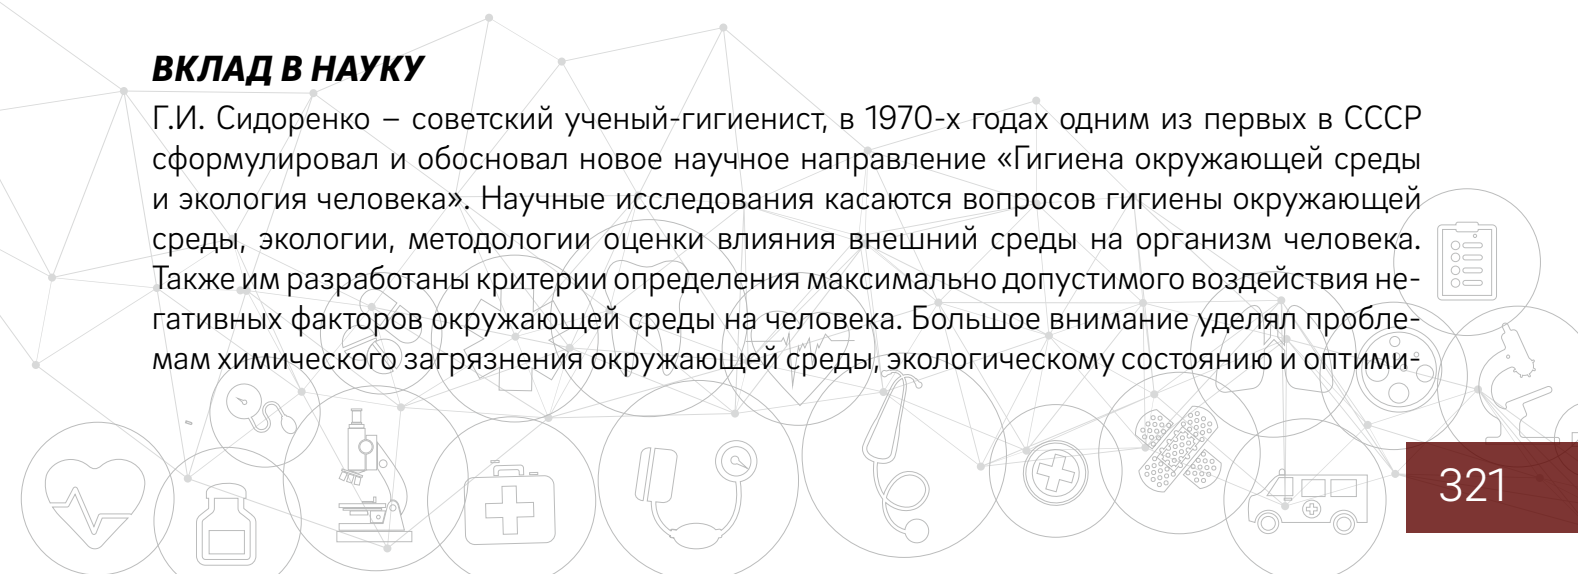 ВКЛАД В НАУКУ
Г.И. Сидоренко – советский ученый-гигиенист, в 1970-х годах одним из первых в СССР
сформулировал и обосновал новое научное направление «Гигиена окружающей среды
и экология человека». Научные исследования касаются вопросов гигиены окружающей
среды, экологии, методологии оценки влияния внешний среды на организм человека.
Также им разработаны критерии определения максимально допустимого воздействия не-
гативных факторов окружающей среды на человека. Большое внимание уделял пробле-
мам химического загрязнения окружающей среды, экологическому состоянию и оптими-
321